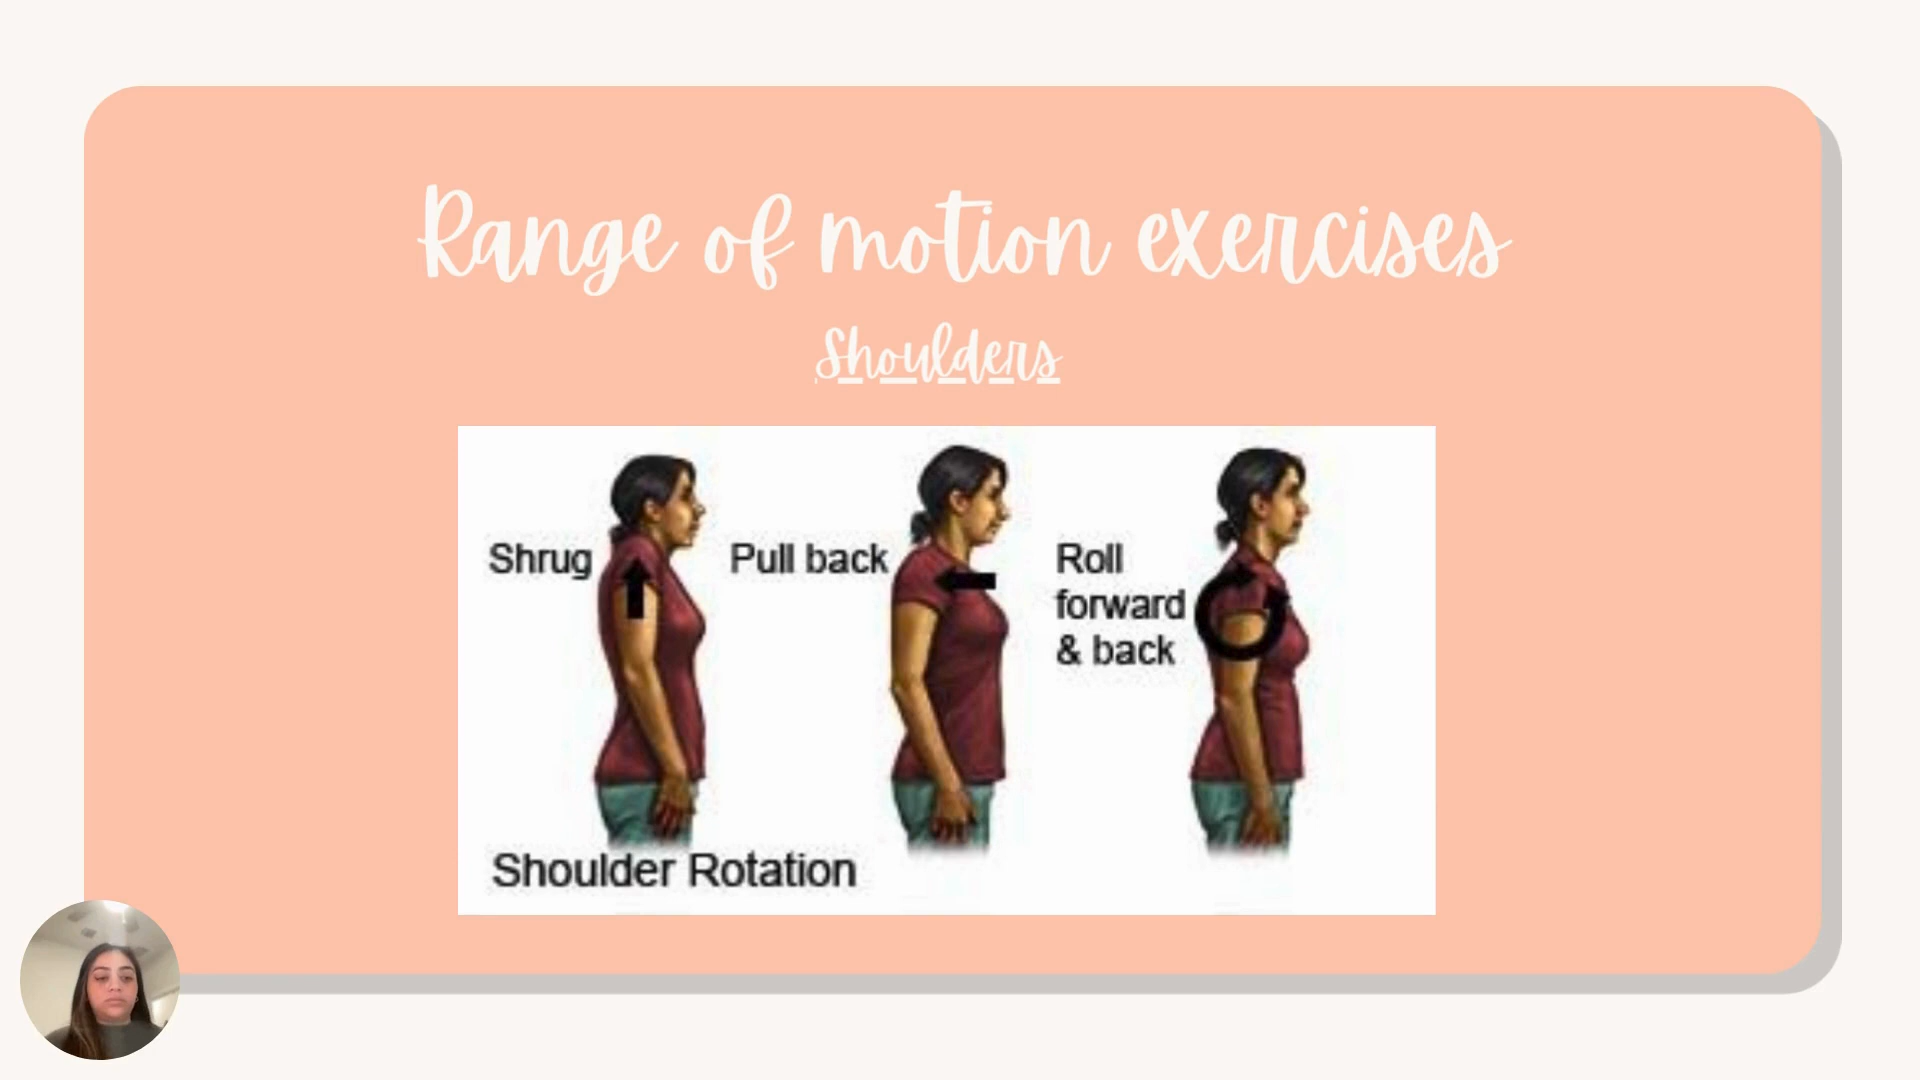 Range of motion exercises
Shoulders
Shrug
Pull back
Roll
forward
& back
Shoulder Rotation